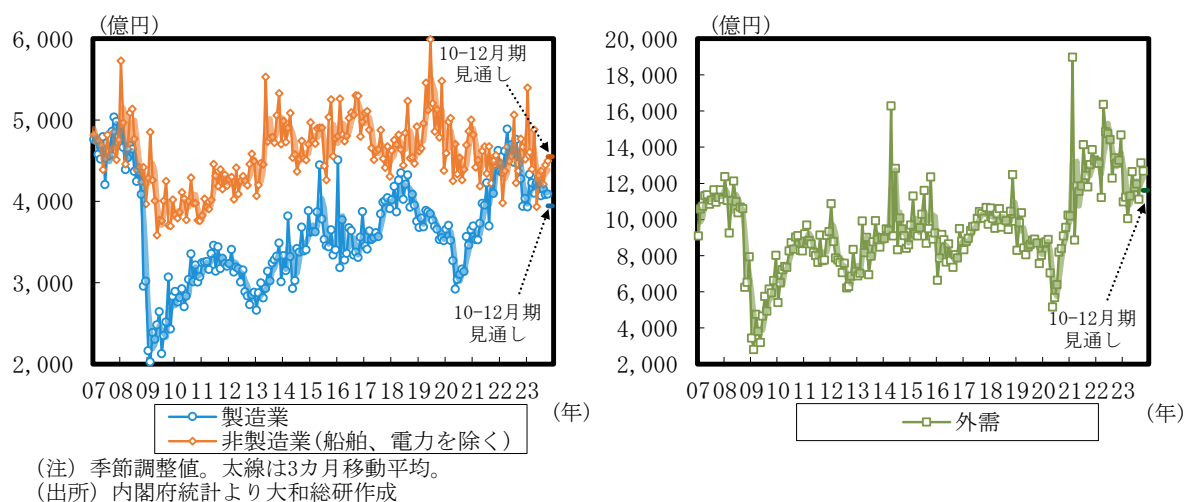 (億円)
6,000
5,000
4,000
3,000
2,000
10-12月期
見通し
10-12月期
見通し
07 08 09 10 11 12 13 14 15 16 17 18 19 20 21 22 23
(年)
製造業
非製造業(船舶、電力を除く)
(億円)
20,000
18,000
16,000
14,000
12,000
10,000
8,000
6,000
4,000
2,000
10-12月期
見通し
07 08 09 10 11 12 13 14 15 16 17 18 19 20 21 22 23
(年)
外需
(注) 季節調整値。太線は3カ月移動平均。
(出所) 内閣府統計より大和総研作成